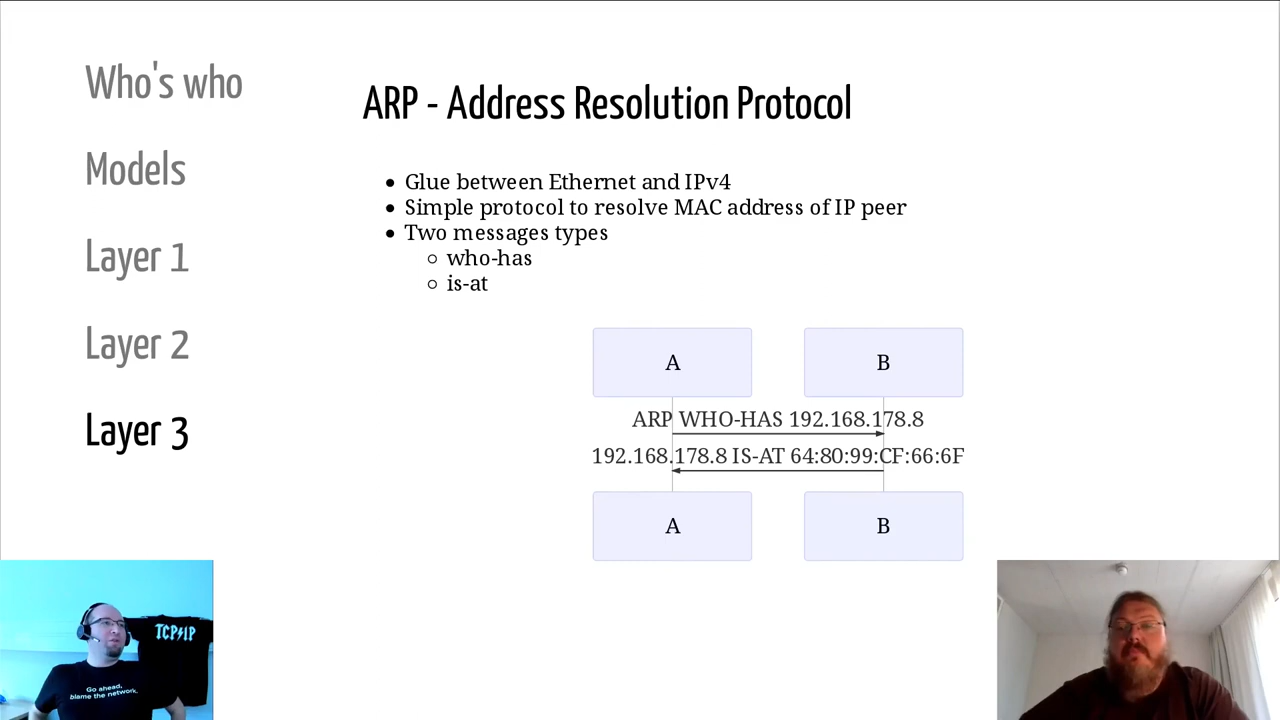 Who's who
Models
Layer 1
Layer 2
Layer 3
ARP - Address Resolution Protocol
Glue between Ethernet and IPv4
Simple protocol to resolve MAC address of IP peer
Two messages types
who-has
is-at
A B
ARP WHO-HAS 192.168.178.8
192.168.178.8 IS-AT 64:80:99:CF:66:6F
A B
TCP⚡IP
Go ahead,
blame the network.